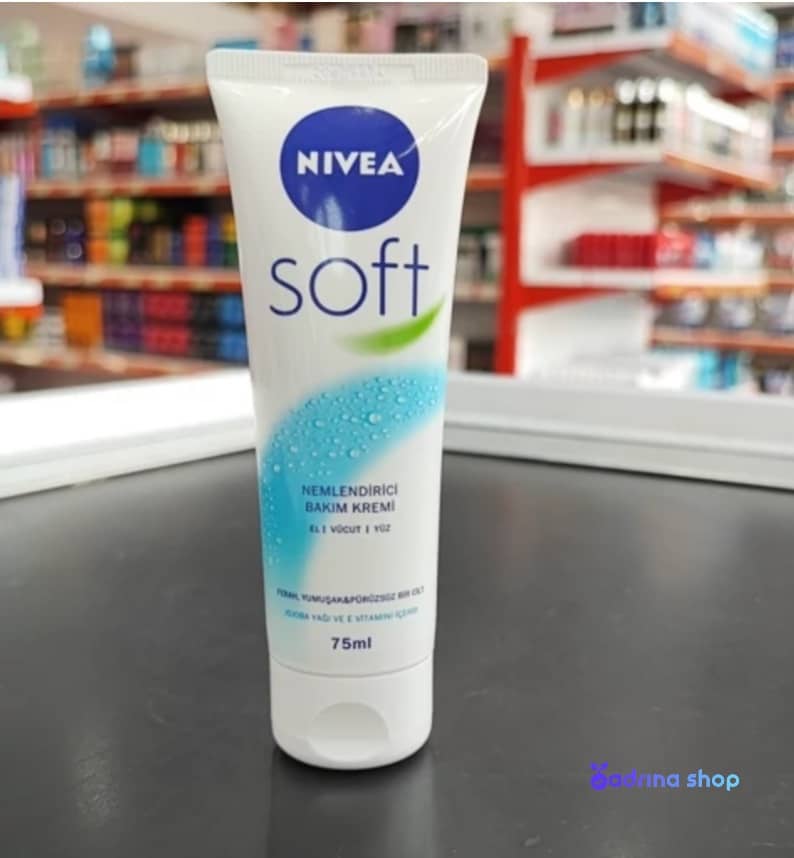 NIVEA
soft
NEMLENDİRİCİ
BAKIM KREMİ
EL | VÜCUT | YÜZ
FERAH, YUMUŞAK&PÜRÜZSÜZ BİR CİLT
JOJOBA YAĞI VE E VİTAMİNİ İÇERİR
75ml
adrina shop